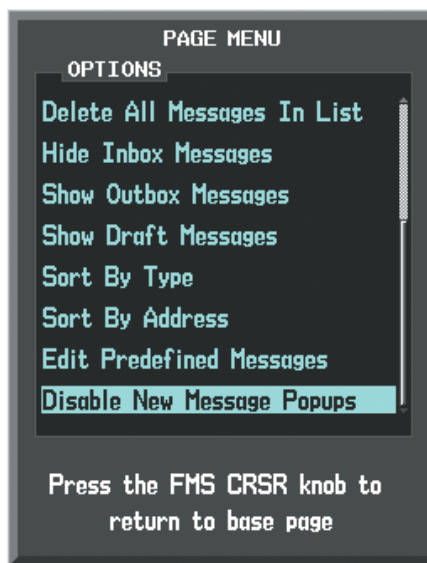 PAGE MENU
OPTIONS
Delete All Messages In List
Hide Inbox Messages
Show Outbox Messages
Show Draft Messages
Sort By Type
Sort By Address
Edit Predefined Messages
Disable New Message Popups
Press the FMS CRSR knob to
return to base page